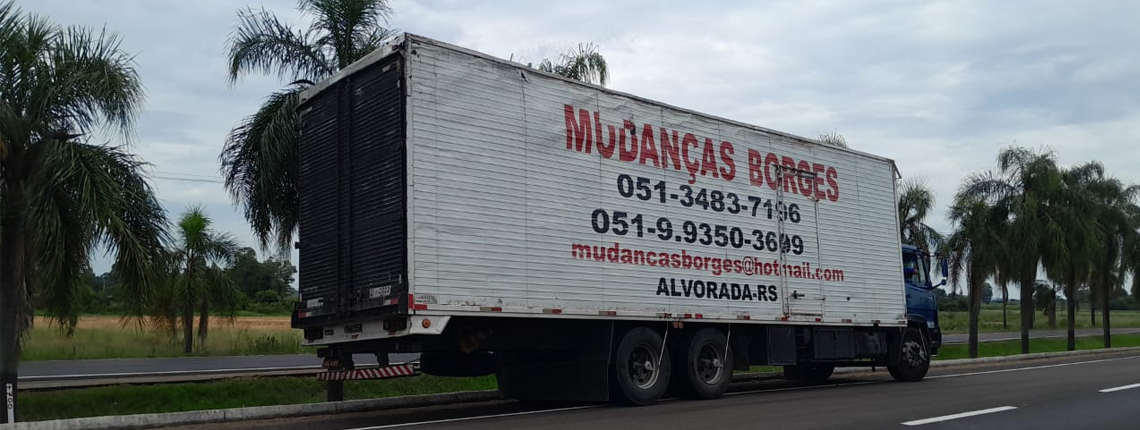 MUDANÇAS BORGES
051-3483-7196
051-9.9350-3699
mudancasborges@hotmail.com
ALVORADA-RS